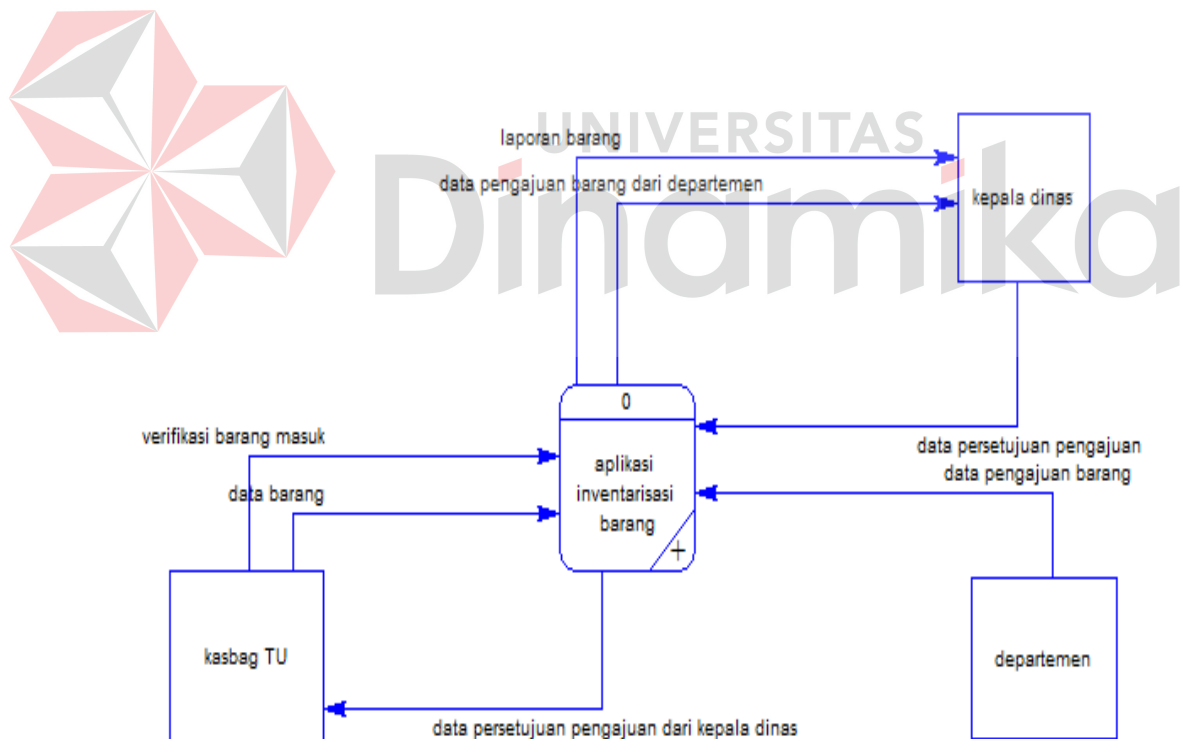 UNIVERSITAS
Dinamika
laporan barang
data pengajuan barang dari departemen
kepala dinas
0
aplikasi
inventarisasi
barang
+
verifikasi barang masuk
data barang
data persetujuan pengajuan
data pengajuan barang
kasbag TU
departemen
data persetujuan pengajuan dari kepala dinas